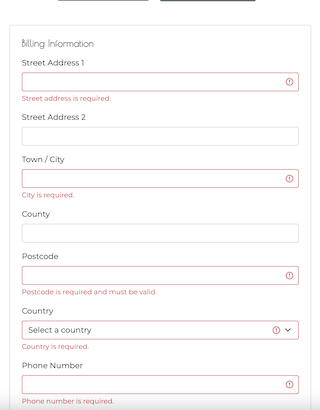 Billing Information
Street Address 1
Street address is required.
Street Address 2
Town / City
City is required.
County
Postcode
Postcode is required and must be valid.
Country
Select a country
Country is required.
Phone Number
Phone number is required.